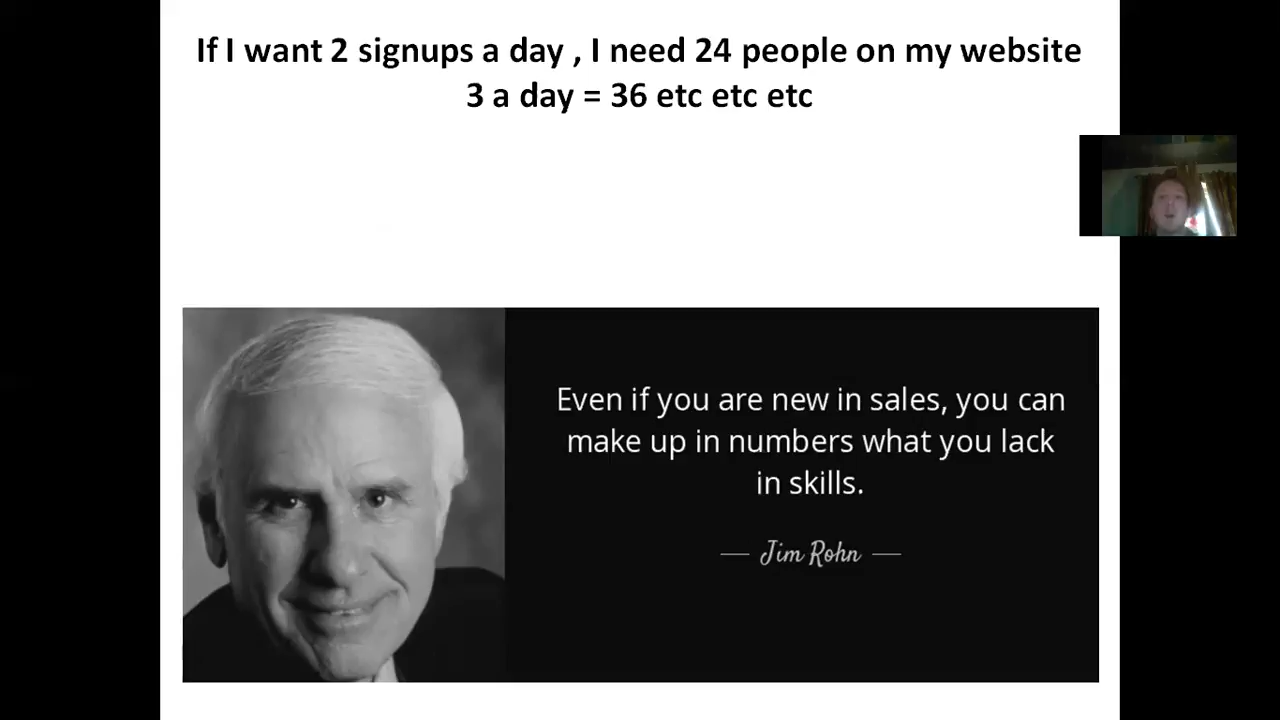 If I want 2 signups a day , I need 24 people on my website
3 a day = 36 etc etc etc
Even if you are new in sales, you can
make up in numbers what you lack
in skills.
Jim Rohn